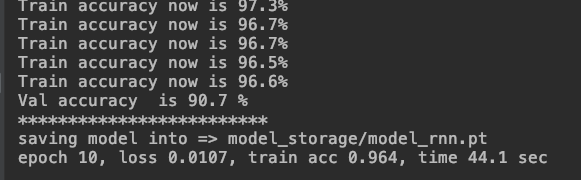 Train accuracy now is 97.3%
Train accuracy now is 96.7%
Train accuracy now is 96.7%
Train accuracy now is 96.5%
Train accuracy now is 96.6%
Val accuracy  is 90.7 %
*************************
saving model into => model_storage/model_rnn.pt
epoch 10, loss 0.0107, train acc 0.964, time 44.1 sec